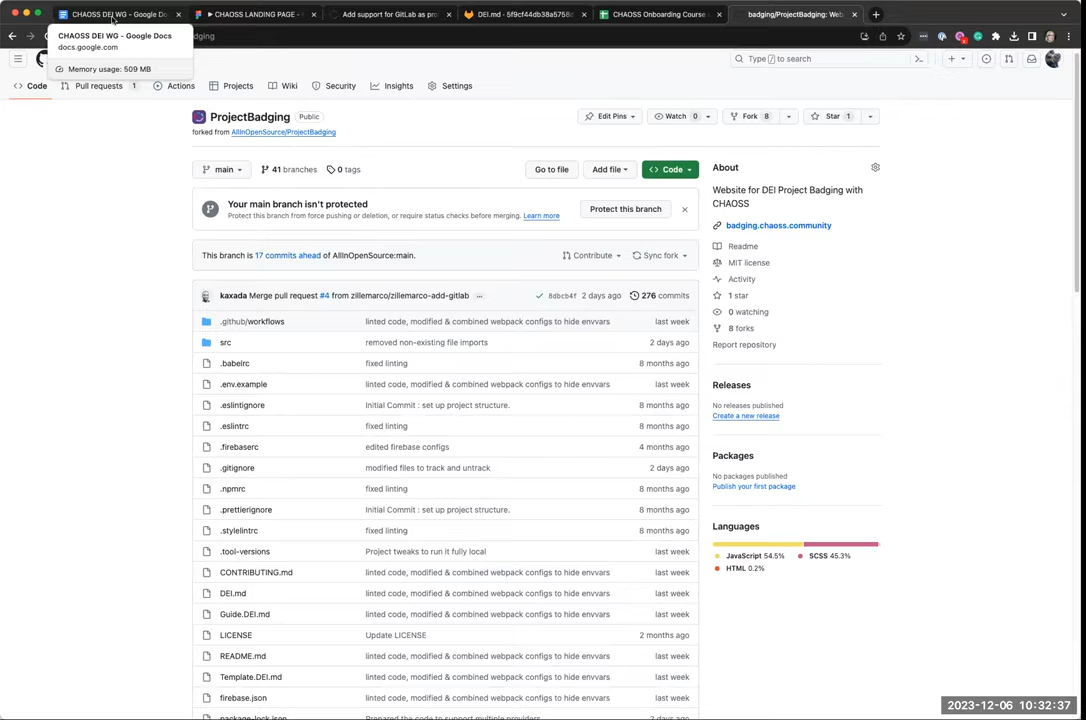 CHAOSS DEI WG - Google Do
CHAOSS LANDING PAGE -
Add support for GitLab as pro
DEI.md · 5f9cf44db38a5758
CHAOSS Onboarding Course
badging/ProjectBadging: Web
dging
CHAOSS DEI WG - Google Docs
docs.google.com
Memory usage: 509 MB
Type / to search
Code
Pull requests 1
Actions
Projects
Wiki
Security
Insights
Settings
ProjectBadging Public
forked from AllInOpenSource/ProjectBadging
Edit Pins
Watch 0
Fork 8
Star 1
main
41 branches
0 tags
Go to file
Add file
Code
Your main branch isn't protected
Protect this branch from force pushing or deletion, or require status checks before merging. Learn more
Protect this branch
This branch is 17 commits ahead of AllInOpenSource:main.
Contribute
Sync fork
kaxada Merge pull request #4 from zillemarco/zillemarco-add-gitlab ... 8dbcb4f 2 days ago 276 commits
.github/workflows linted code, modified & combined webpack configs to hide envvars last week
src removed non-existing file imports 2 days ago
.babelrc fixed linting 8 months ago
.env.example linted code, modified & combined webpack configs to hide envvars last week
.eslintignore Initial Commit : set up project structure. 8 months ago
.eslintrc fixed linting 8 months ago
.firebaserc edited firebase configs 4 months ago
.gitignore modified files to track and untrack 2 days ago
.npmrc fixed linting 8 months ago
.prettierignore Initial Commit : set up project structure. 8 months ago
.stylelintrc fixed linting 8 months ago
.tool-versions Project tweaks to run it fully local last week
CONTRIBUTING.md linted code, modified & combined webpack configs to hide envvars last week
DEI.md linted code, modified & combined webpack configs to hide envvars last week
Guide.DEI.md linted code, modified & combined webpack configs to hide envvars last week
LICENSE Update LICENSE 2 months ago
README.md linted code, modified & combined webpack configs to hide envvars last week
Template.DEI.md linted code, modified & combined webpack configs to hide envvars last week
firebase.json linted code, modified & combined webpack configs to hide envvars last week
package-lock.json Prepared the code to support multiple providers 2 days ago
About
Website for DEI Project Badging with
CHAOSS
badging.chaoss.community
Readme
MIT license
Activity
1 star
0 watching
8 forks
Report repository
Releases
No releases published
Create a new release
Packages
No packages published
Publish your first package
Languages
JavaScript 54.5%
SCSS 45.3%
HTML 0.2%
2023-12-06 10:32:37